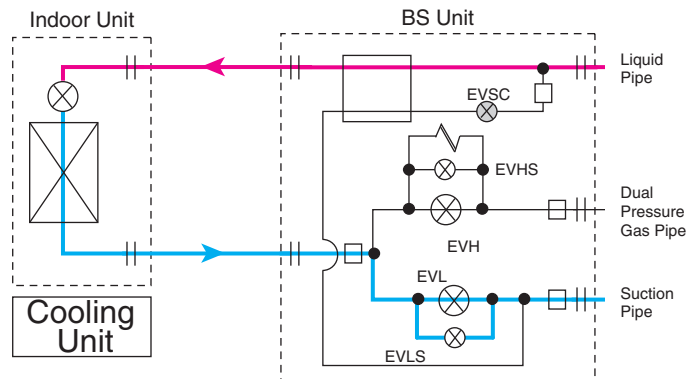 Indoor Unit
BS Unit
Liquid
Pipe
EVSC
EVHS
Dual
Pressure
Gas Pipe
EVH
EVL
Suction
Pipe
Cooling
Unit
EVLS